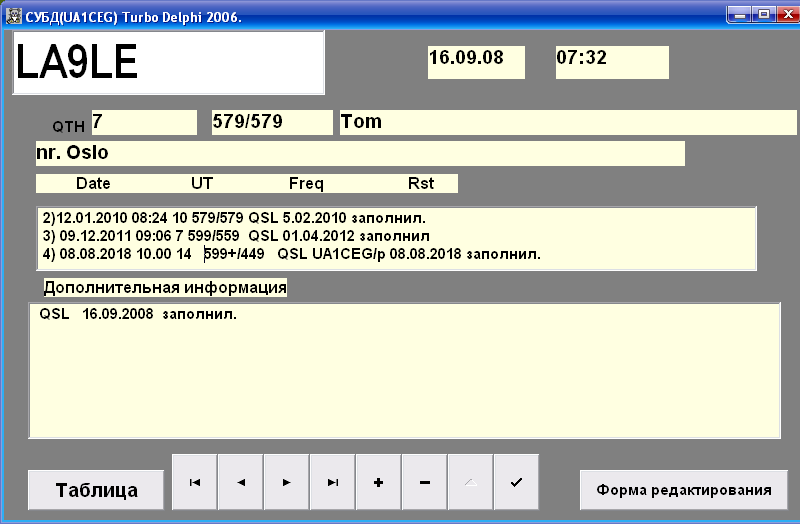 СУБД(UA1CEG) Turbo Delphi 2006.
LA9LE
16.09.08 07:32
QTH 7 579/579 Tom
nr. Oslo
Date UT Freq Rst
2)12.01.2010 08:24 10 579/579 QSL 5.02.2010 заполнил.
3) 09.12.2011 09:06 7 599/559 QSL 01.04.2012 заполнил
4) 08.08.2018 10.00 14 599+/449 QSL UA1CEG/p 08.08.2018 заполнил.
Дополнительная информация
QSL 16.09.2008 заполнил.
Таблица
Форма редактирования